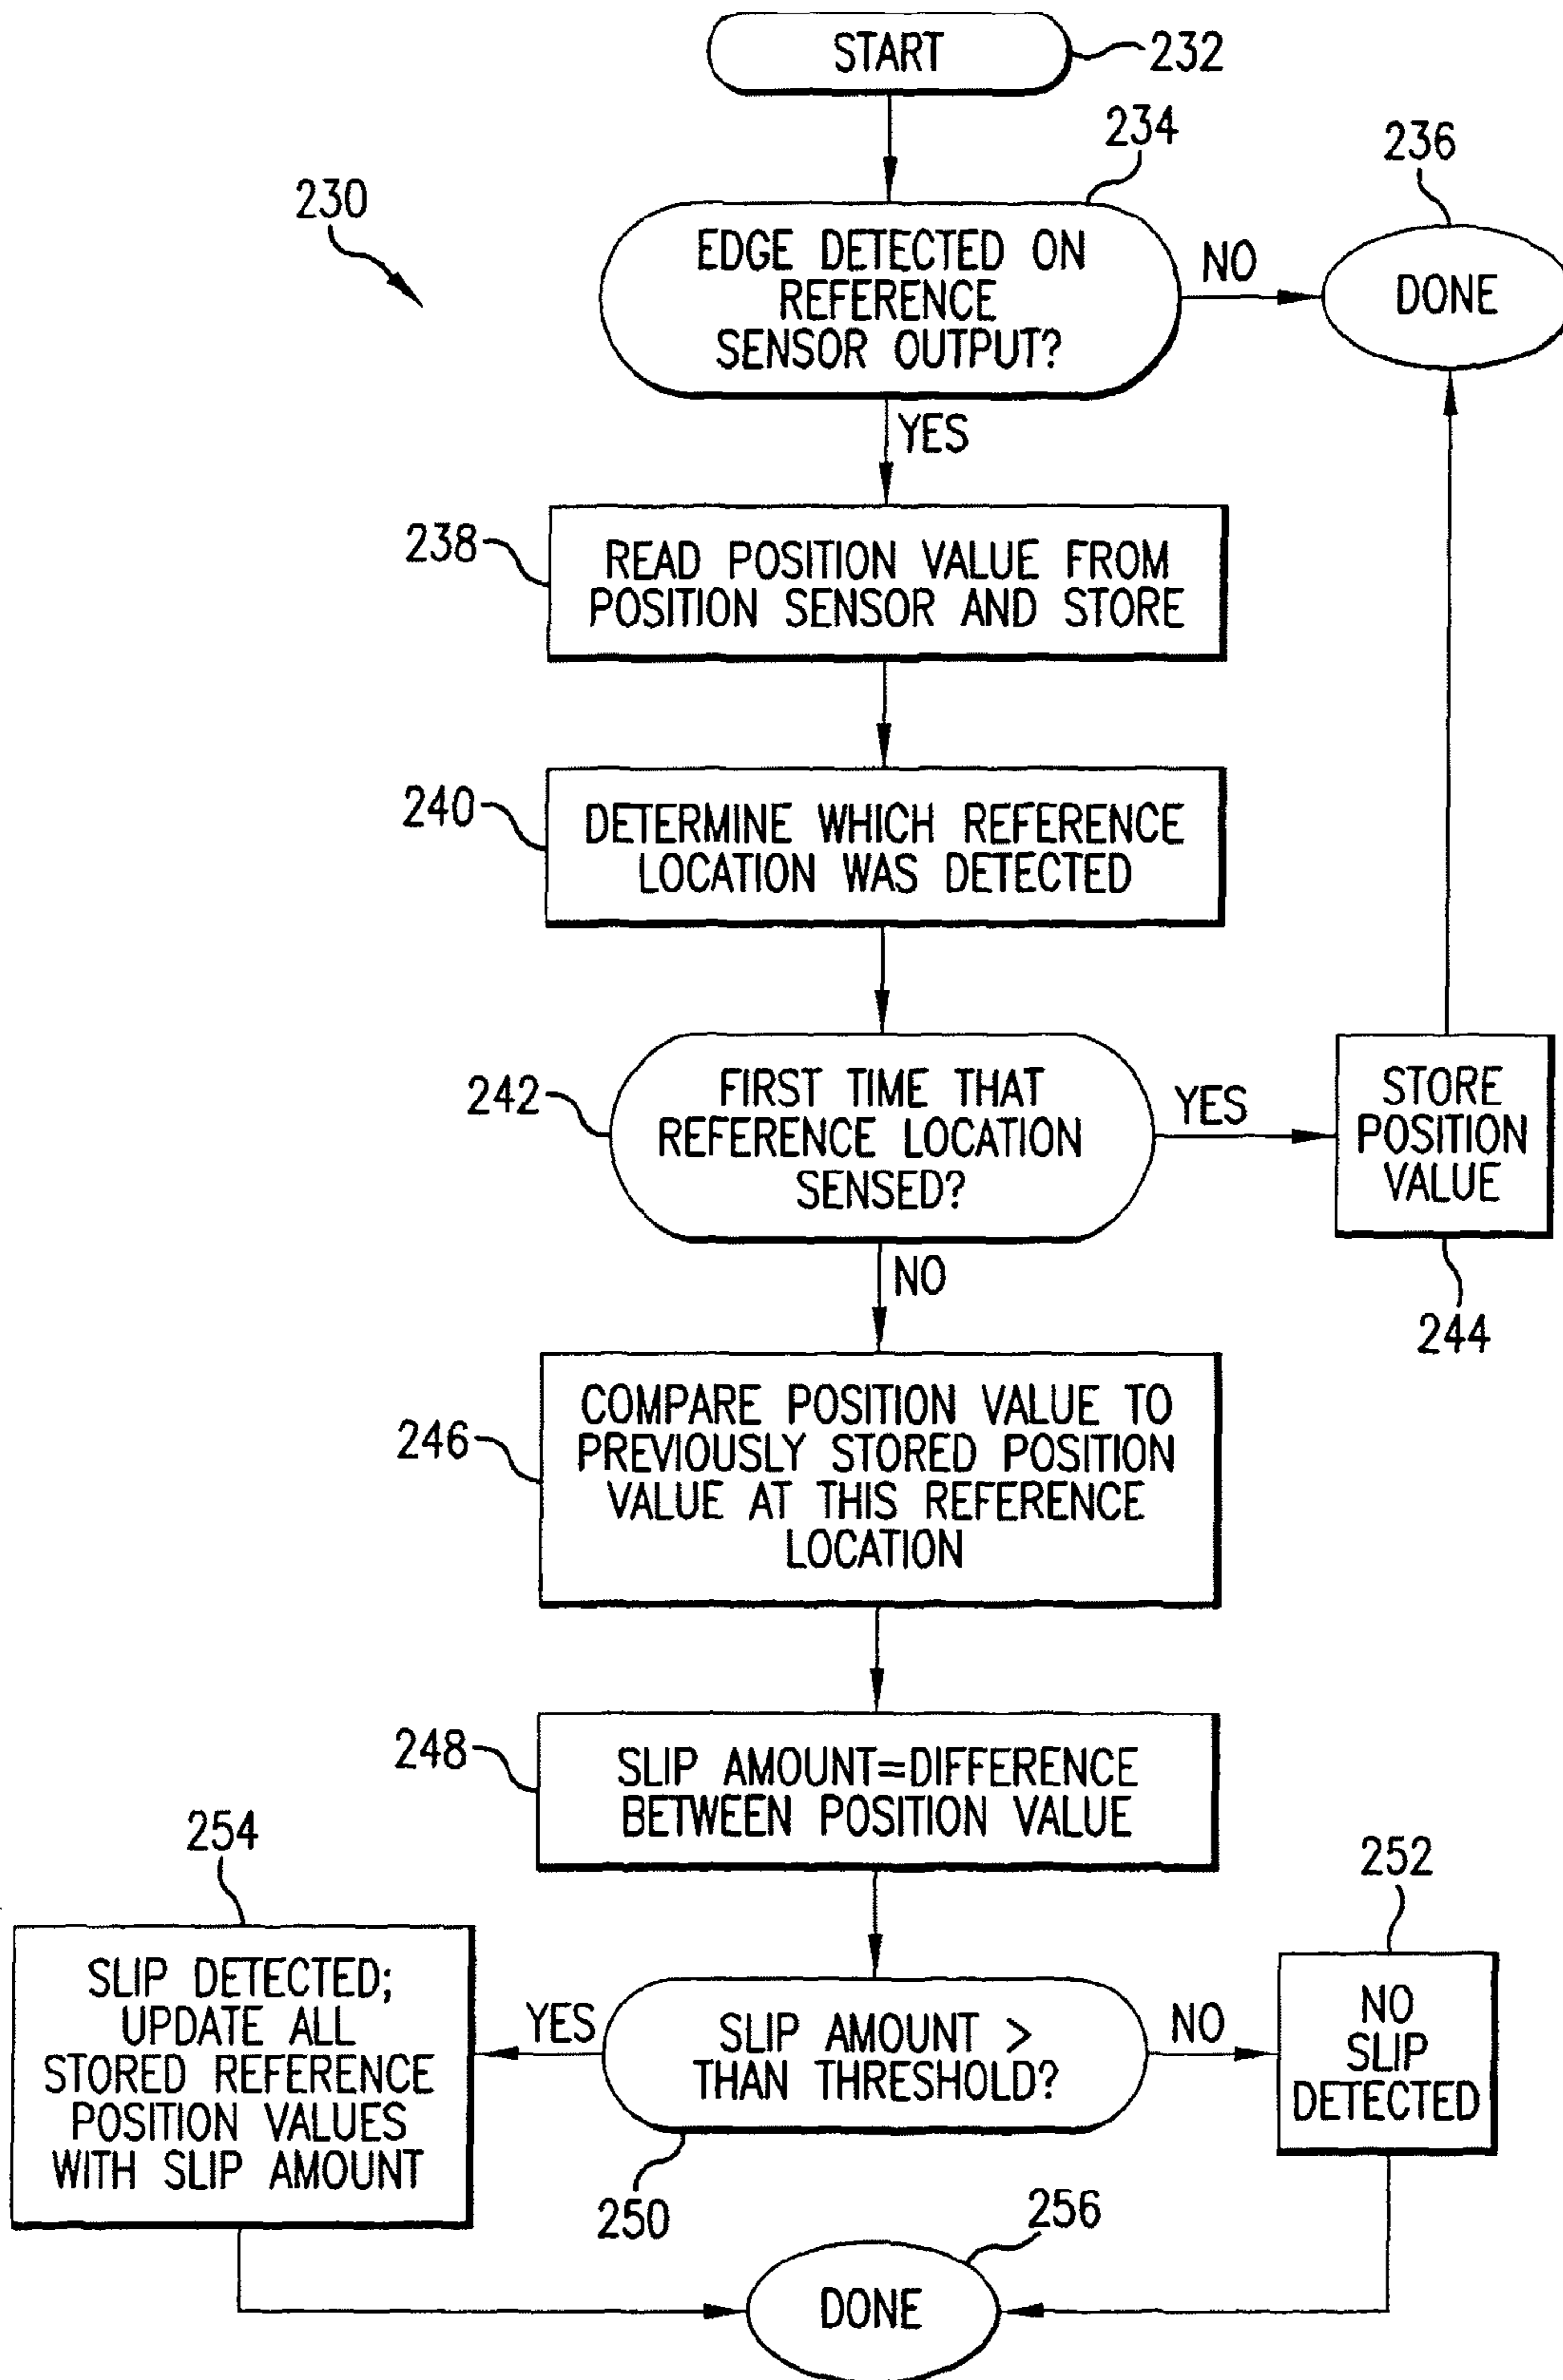 START
232
234
236
230
EDGE DETECTED ON
REFERENCE
SENSOR OUTPUT?
NO
DONE
YES
238
READ POSITION VALUE FROM
POSITION SENSOR AND STORE
240
DETERMINE WHICH REFERENCE
LOCATION WAS DETECTED
242
FIRST TIME THAT
REFERENCE LOCATION
SENSED?
YES
STORE
POSITION
VALUE
244
NO
246
COMPARE POSITION VALUE TO
PREVIOUSLY STORED POSITION
VALUE AT THIS REFERENCE
LOCATION
248
SLIP AMOUNT=DIFFERENCE
BETWEEN POSITION VALUE
254
SLIP DETECTED;
UPDATE ALL
STORED REFERENCE
POSITION VALUES
WITH SLIP AMOUNT
YES
SLIP AMOUNT >
THAN THRESHOLD?
250
NO
252
NO
SLIP
DETECTED
256
DONE